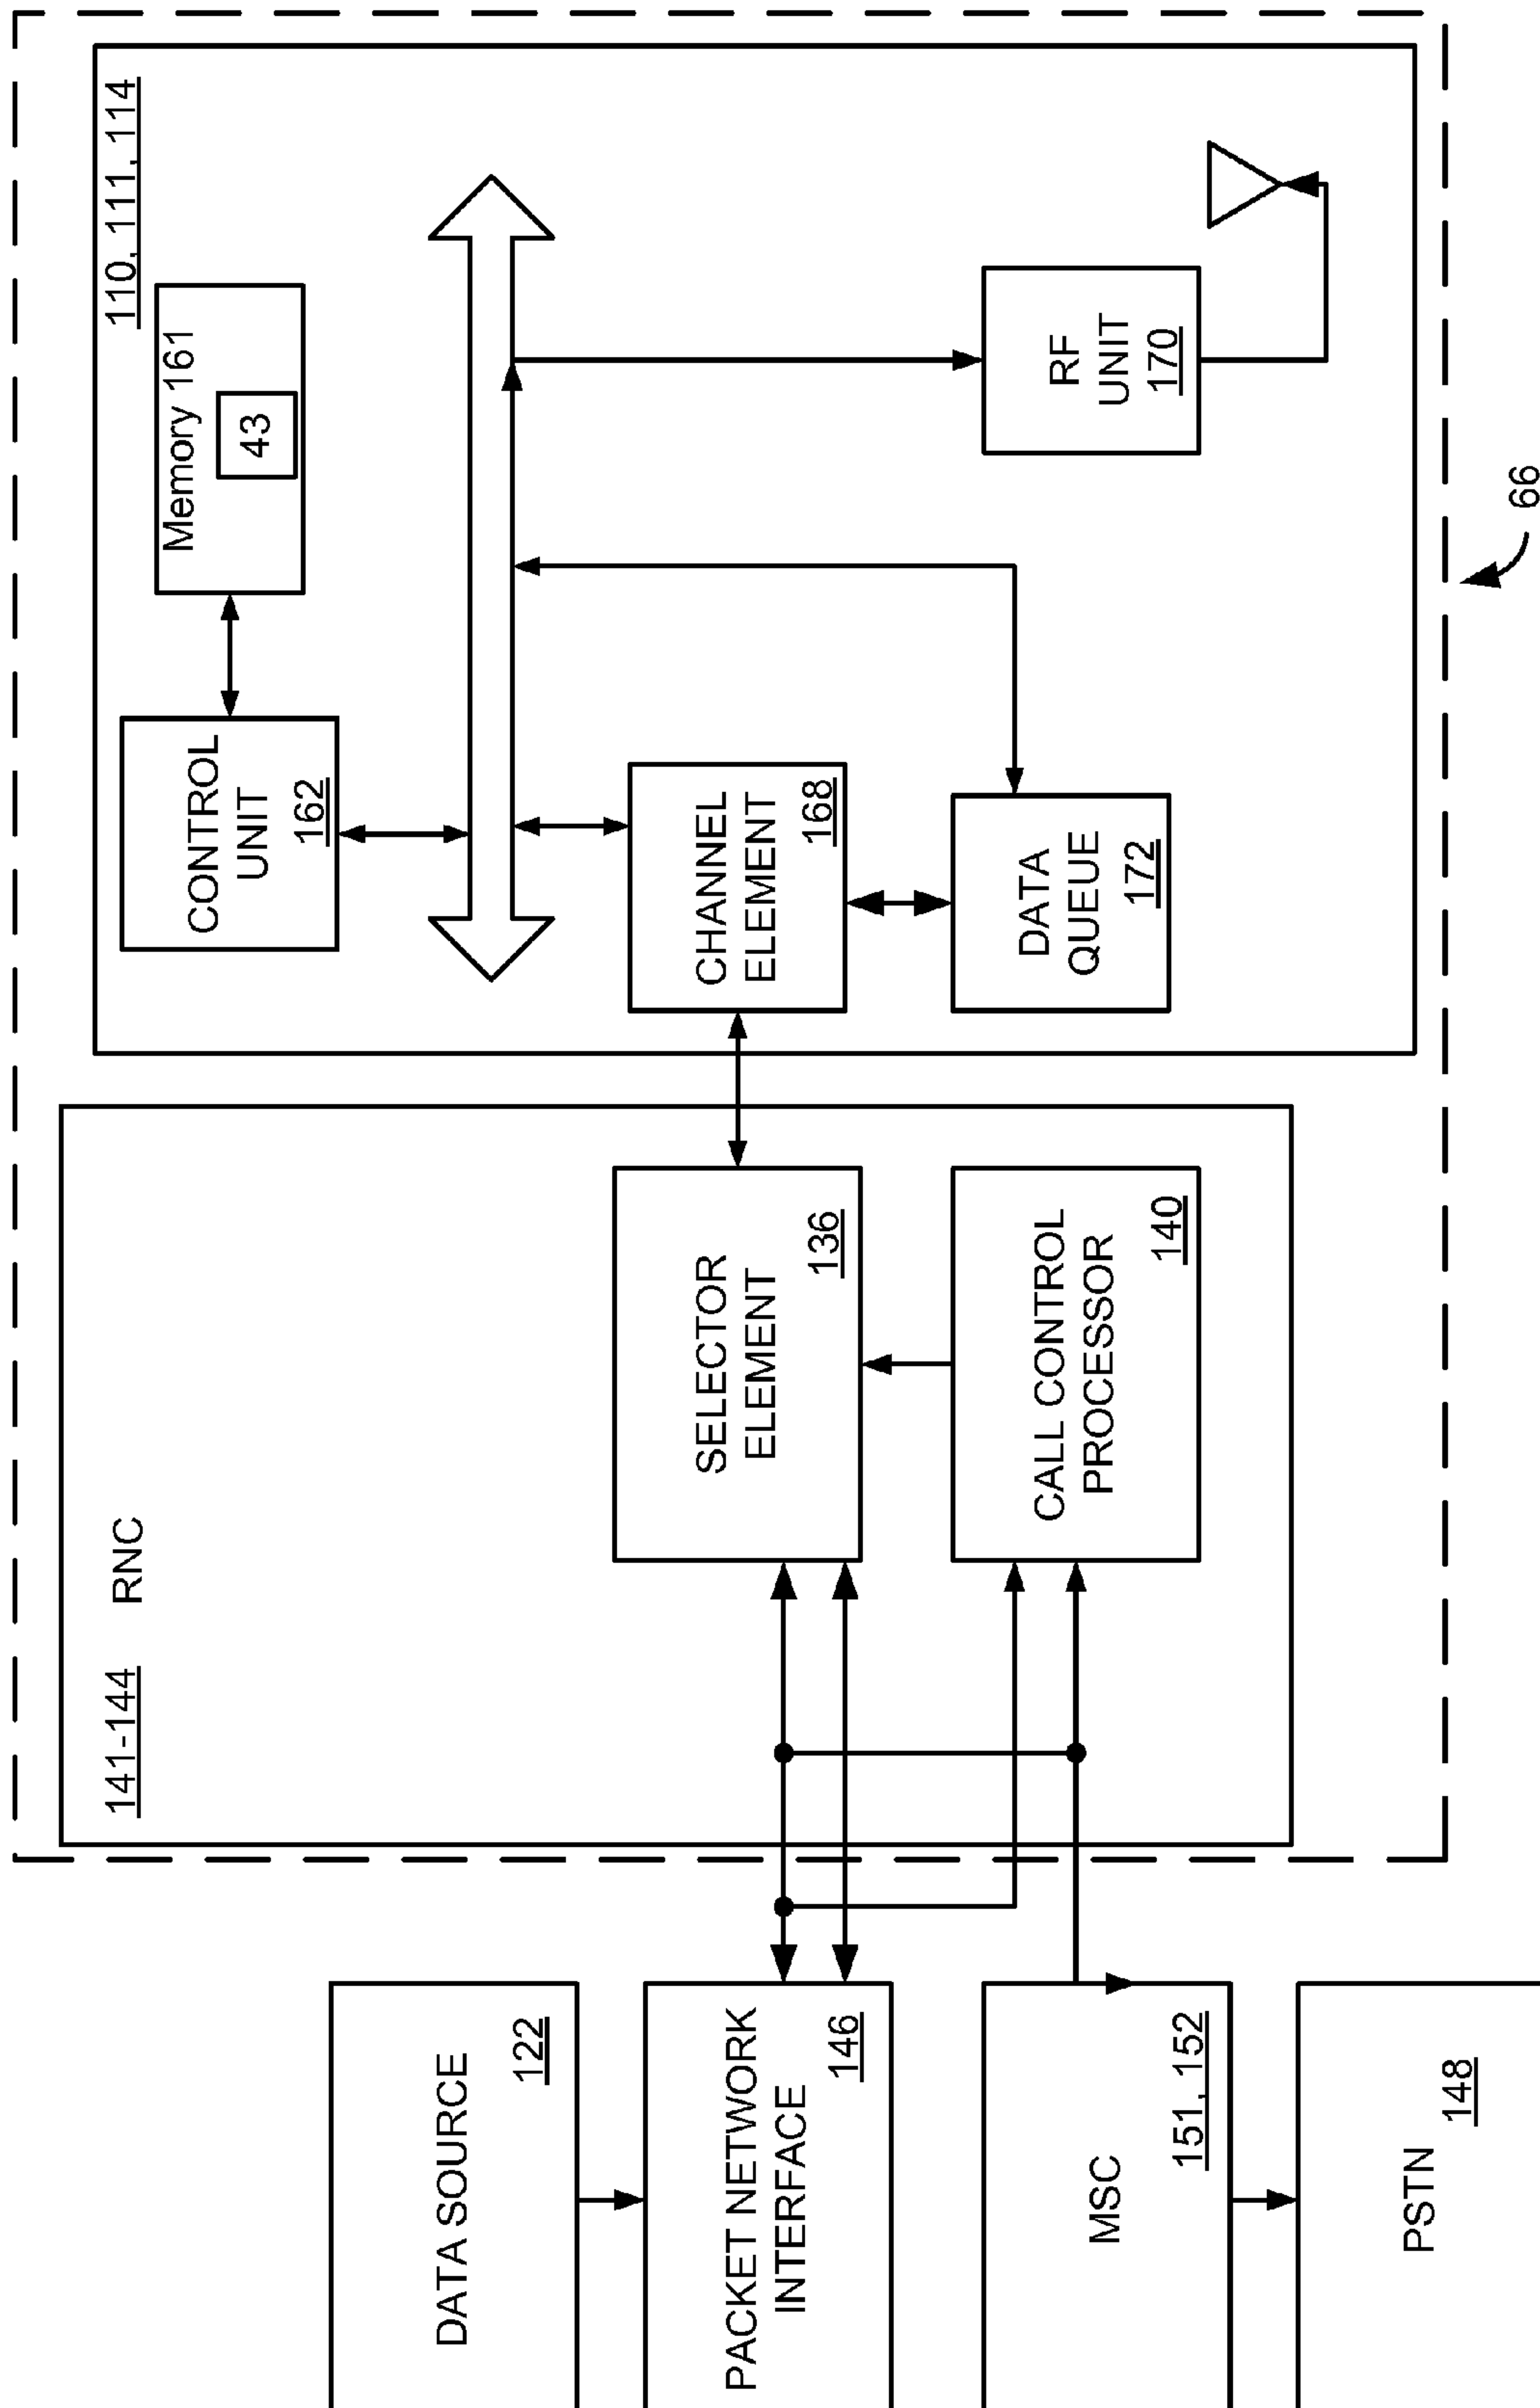 DATA SOURCE
122
PACKET NETWORK
INTERFACE
146
MSC
151, 152
PSTN
148
141-144
RNC
SELECTOR
ELEMENT
136
CALL CONTROL
PROCESSOR
140
110, 111, 114
CONTROL
UNIT
162
Memory 161
43
CHANNEL
ELEMENT
168
DATA
QUEUE
172
RF
UNIT
170
66